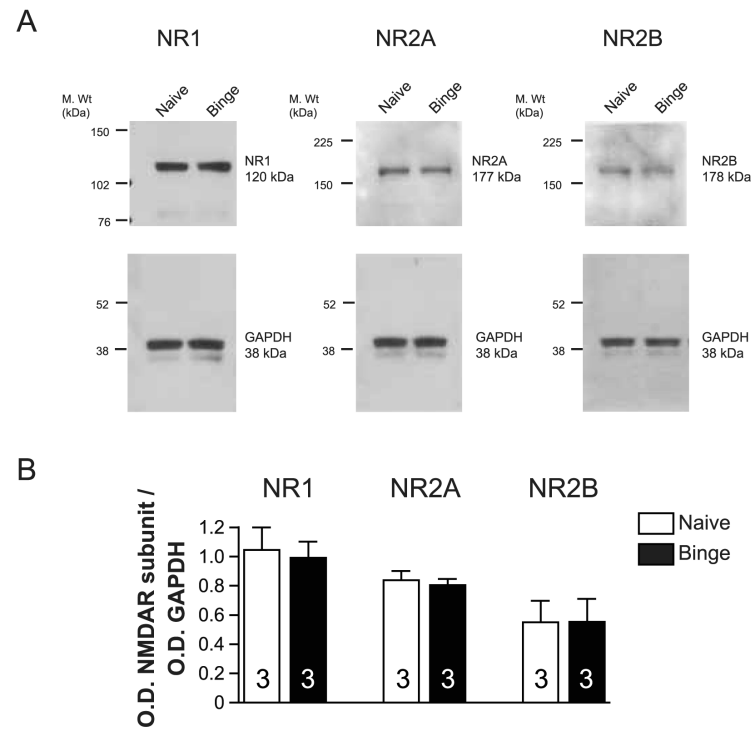 A
NR1
NR2A
NR2B
M. Wt
(kDa)
Naive
Binge
150
102
76
NR1
120 kDa
M. Wt
(kDa)
Naive
Binge
225
150
NR2A
177 kDa
M. Wt
(kDa)
Naive
Binge
225
150
NR2B
178 kDa
52
38
GAPDH
38 kDa
52
38
GAPDH
38 kDa
52
38
GAPDH
38 kDa
B
NR1
NR2A
NR2B
O.D. NMDAR subunit /
O.D. GAPDH
1.2
1.0
0.8
0.6
0.4
0.2
0
3
3
3
3
3
3
Naive
Binge